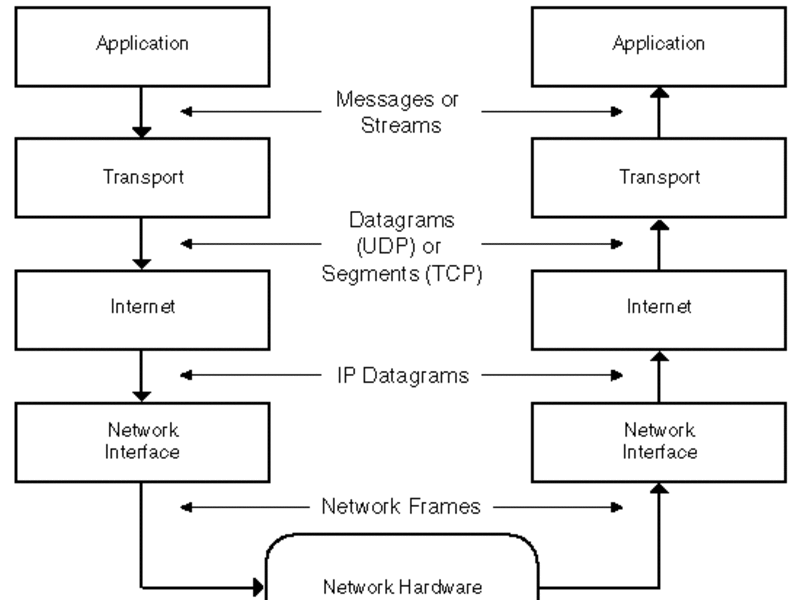 Application
Application
Messages or
Streams
Transport
Transport
Datagrams
(UDP) or
Segments (TCP)
Internet
Internet
IP Datagrams
Network
Interface
Network
Interface
Network Frames
Network Hardware